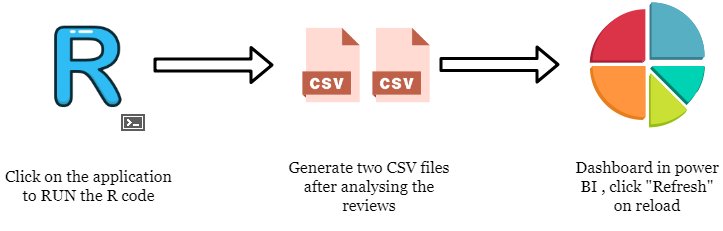 R
CSV
CSV
Click on the application
to RUN the R code
Generate two CSV files
after analysing the
reviews
Dashboard in power
BI , click "Refresh"
on reload